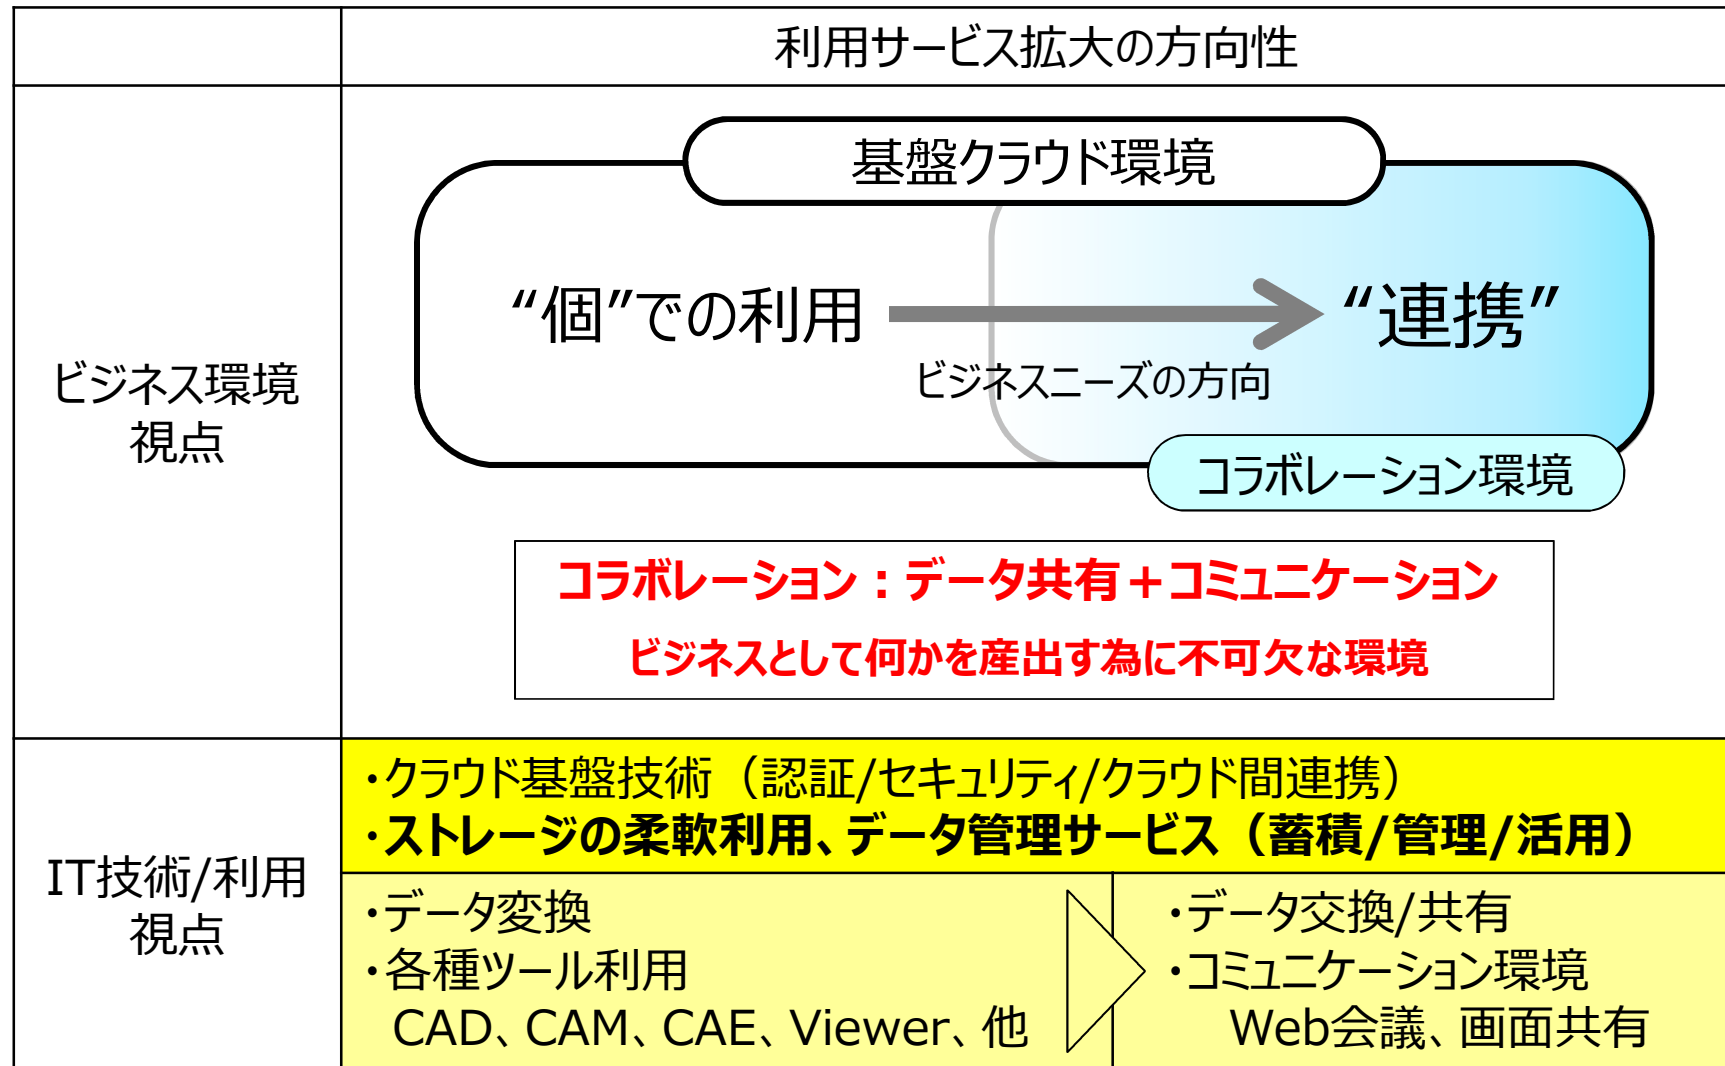 利用サービス拡大の方向性
ビジネス環境
視点
基盤クラウド環境
“個”での利用
“連携”
ビジネスニーズの方向
コラボレーション環境
コラボレーション：データ共有＋コミュニケーション
ビジネスとして何かを産出す為に不可欠な環境
IT技術/利用
視点
・クラウド基盤技術（認証/セキュリティ/クラウド間連携）
・ストレージの柔軟利用、データ管理サービス（蓄積/管理/活用）
・データ変換
・各種ツール利用
CAD、CAM、CAE、Viewer、他
・データ交換/共有
・コミュニケーション環境
Web会議、画面共有